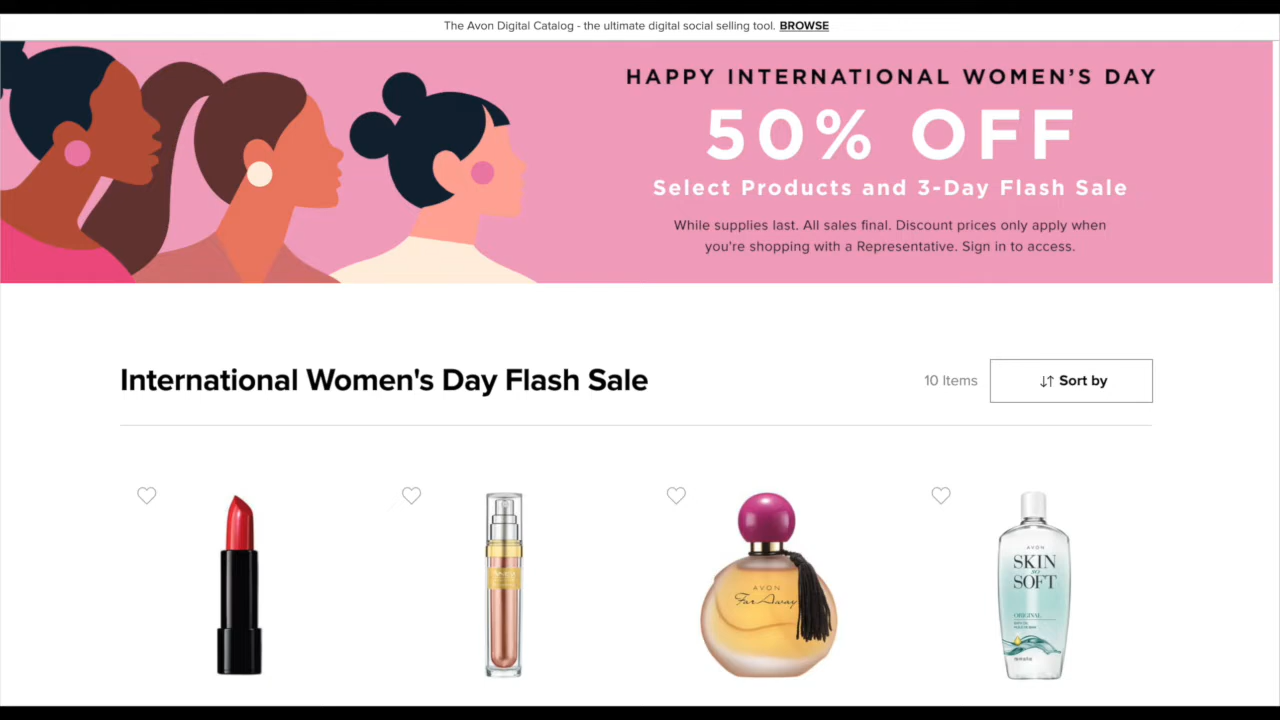 The Avon Digital Catalog - the ultimate digital social selling tool. BROWSE
HAPPY INTERNATIONAL WOMEN'S DAY
50% OFF
Select Products and 3-Day Flash Sale
While supplies last. All sales final. Discount prices only apply when
you're shopping with a Representative. Sign in to access.
International Women's Day Flash Sale
10 Items
Sort by
AVON
Far Away
AVON
SKIN
SO
SOFT
ORIGINAL